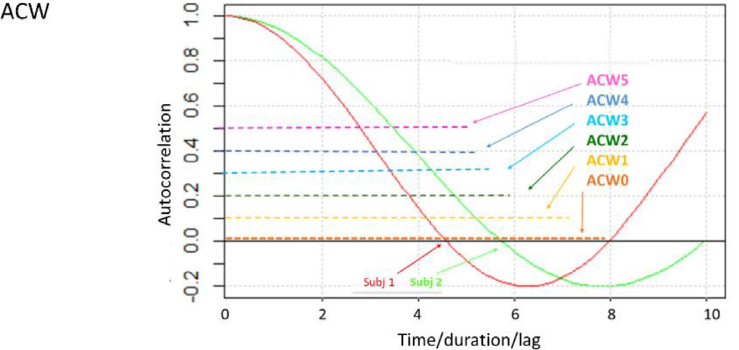 ACW
1.0
0.8
0.6
0.4
0.2
0.0
-0.2
Autocorrelation
ACW5
ACW4
ACW3
ACW2
ACW1
ACW0
Subj 1 Subj 2
0 2 4 6 8 10
Time/duration/lag